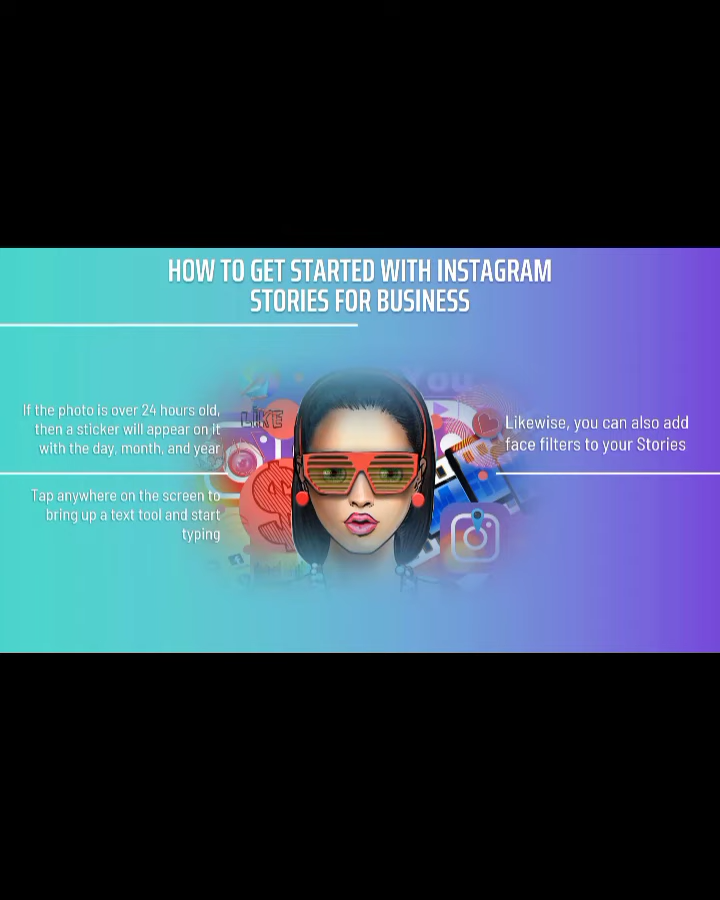 HOW TO GET STARTED WITH INSTAGRAM
STORIES FOR BUSINESS
If the photo is over 24 hours old,
then a sticker will appear on it
with the day, month, and year
Tap anywhere on the screen to
bring up a text tool and start
typing
Likewise, you can also add
face filters to your Stories
You
LIKE